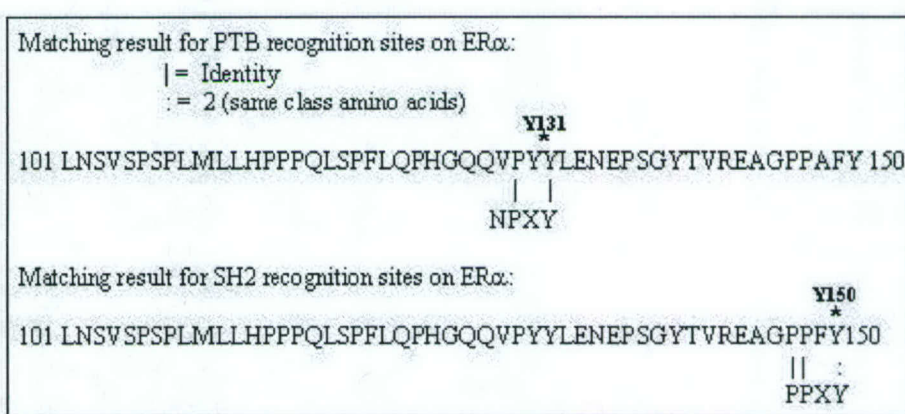 Matching result for PTB recognition sites on ERα:
| = Identity
: = 2 (same class amino acids)
Y131
*
101 LNSVSPSPLMLLHPPPQLSPFLQPHGQQVPYYLENEPSGYTVREAGPPAFY 150
| |
NPXY
Matching result for SH2 recognition sites on ERα:
Y150
*
101 LNSVSPSPLMLLHPPPQLSPFLQPHGQQVPYYLENEPSGYTVREAGPPFY150
|| :
PPXY